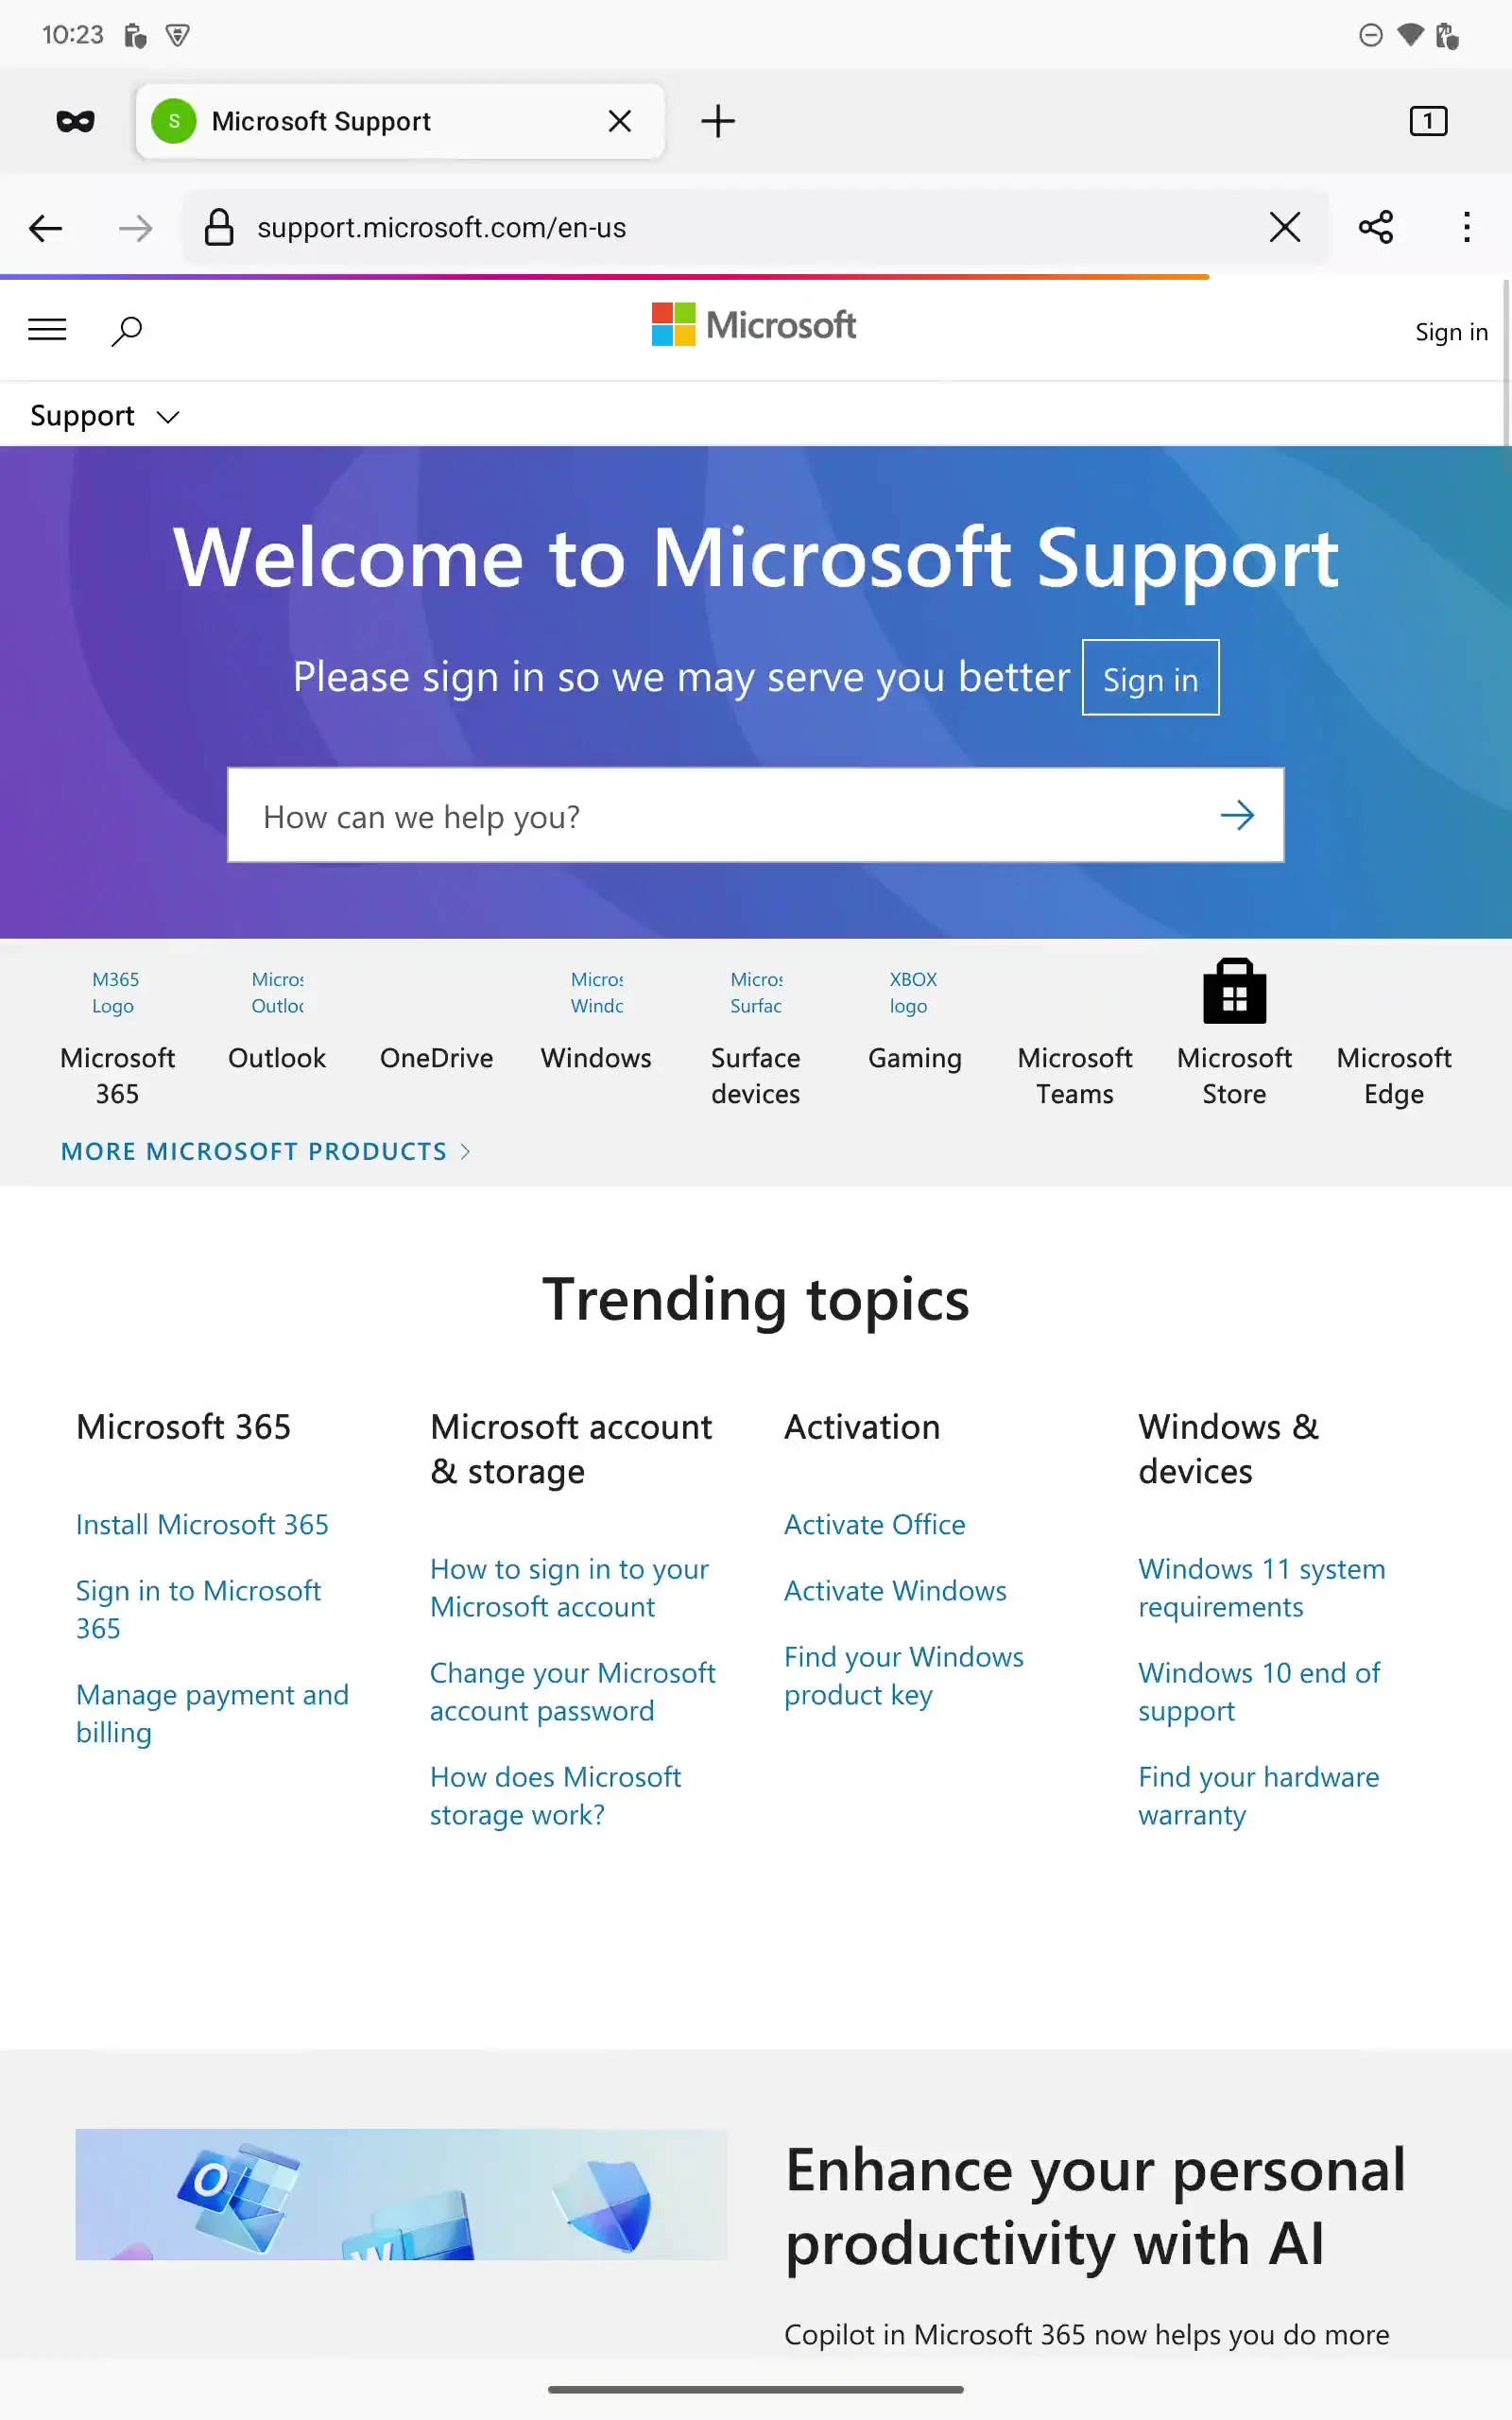 10:23
S
Microsoft Support
1
support.microsoft.com/en-us
Microsoft
Sign in
Support
Welcome to Microsoft Support
Please sign in so we may serve you better
Sign in
How can we help you?
M365
Logo
Micros
Outloo
Micros
Windo
Micros
Surfac
XBOX
logo
Microsoft
365
Outlook
OneDrive
Windows
Surface
devices
Gaming
Microsoft
Teams
Microsoft
Store
Microsoft
Edge
MORE MICROSOFT PRODUCTS
Trending topics
Microsoft 365
Install Microsoft 365
Sign in to Microsoft
365
Manage payment and
billing
Microsoft account
& storage
How to sign in to your
Microsoft account
Change your Microsoft
account password
How does Microsoft
storage work?
Activation
Activate Office
Activate Windows
Find your Windows
product key
Windows &
devices
Windows 11 system
requirements
Windows 10 end of
support
Find your hardware
warranty
O
W
Enhance your personal
productivity with AI
Copilot in Microsoft 365 now helps you do more